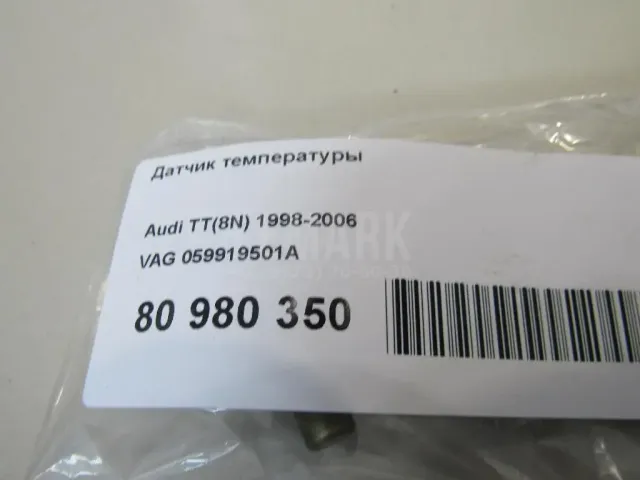 Датчик температуры
Audi TT(8N) 1998-2006
VAG 059919501A
80 980 350